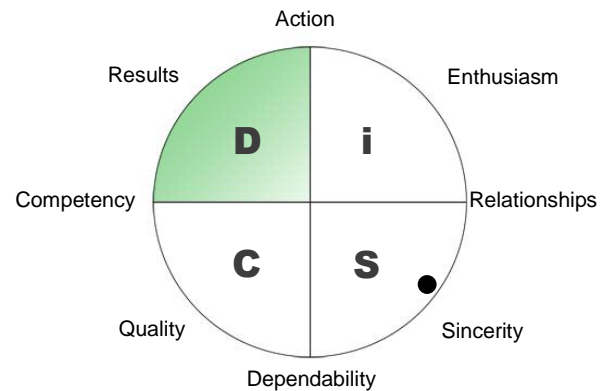 Action
Results
Enthusiasm
D
i
Competency
Relationships
C
S
Quality
Sincerity
Dependability